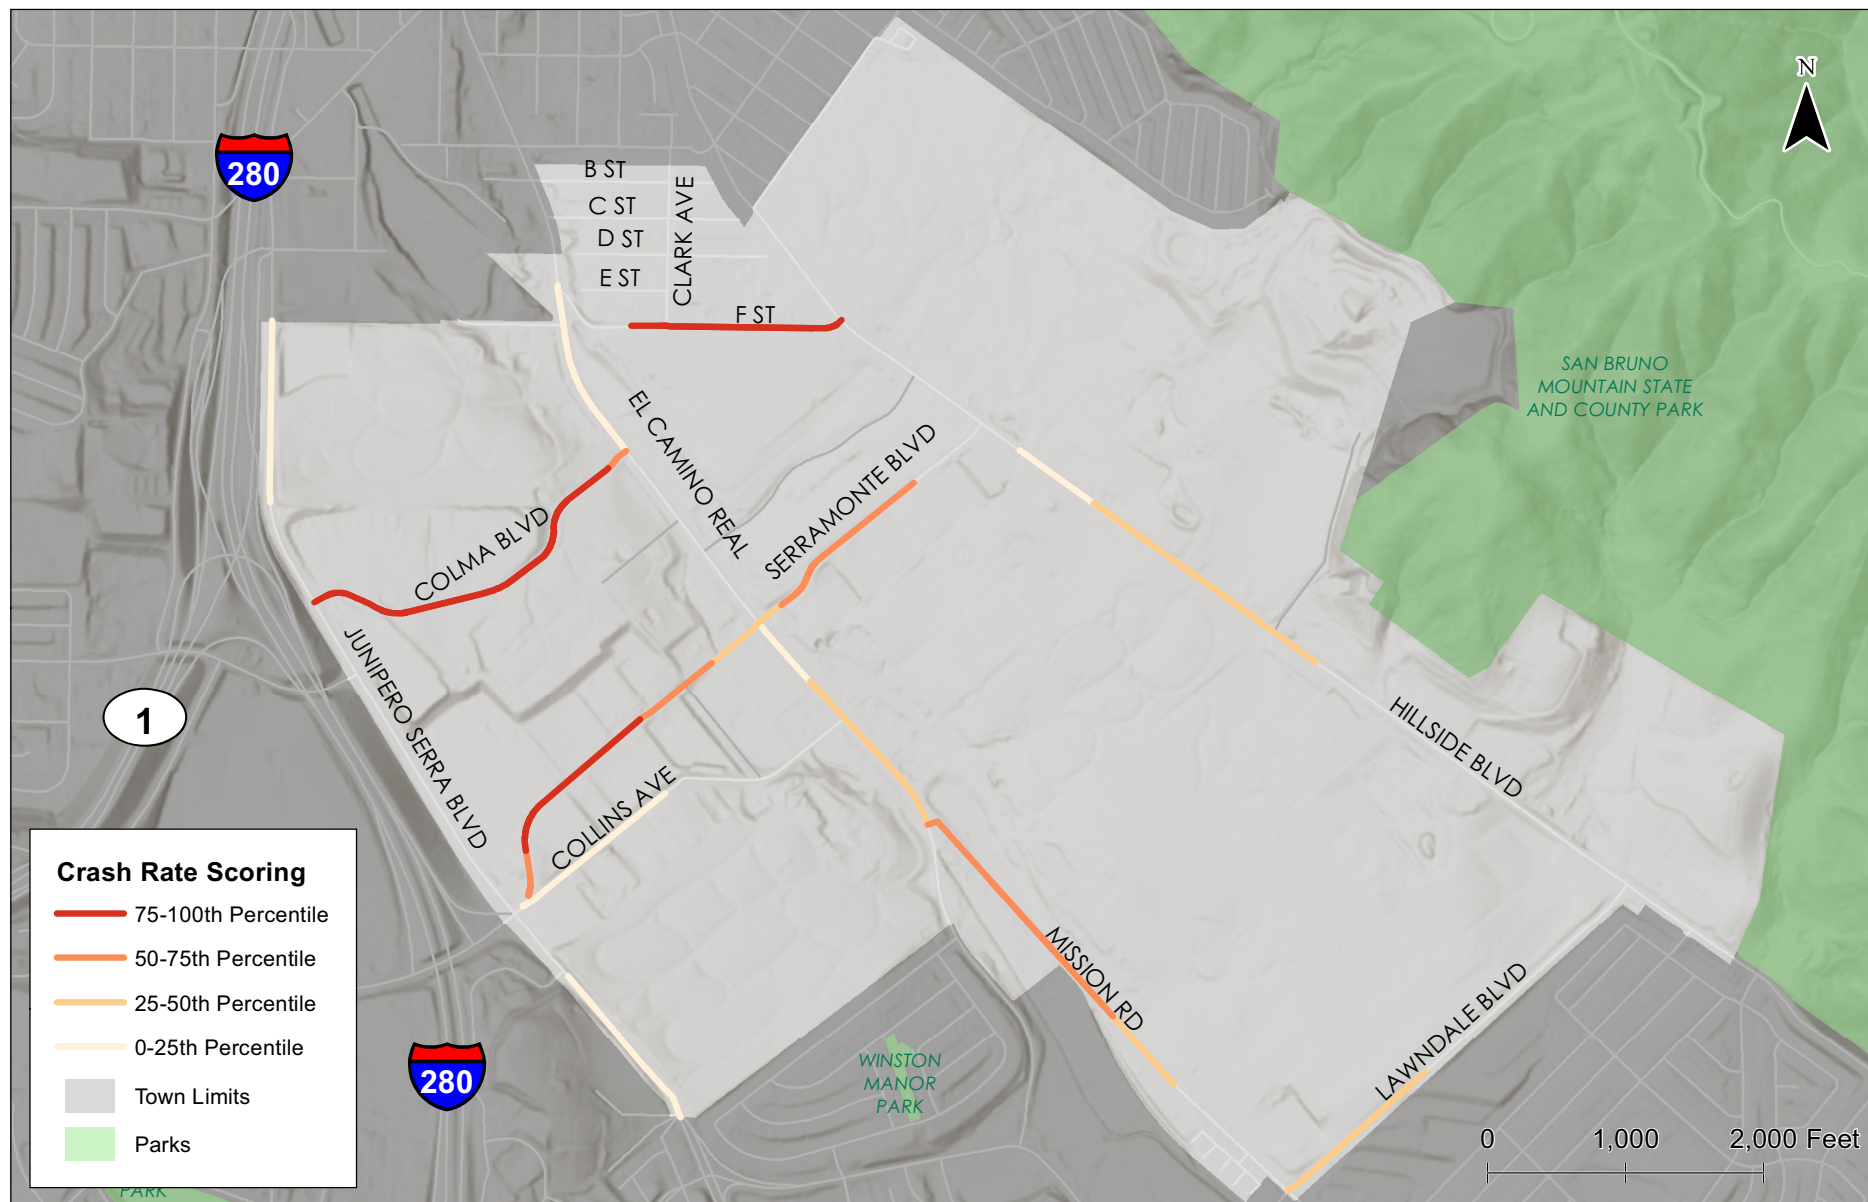 N
280
B ST
C ST
D ST
E ST
CLARK AVE
F ST
SAN BRUNO
MOUNTAIN STATE
AND COUNTY PARK
EL CAMINO REAL
SERRAMONTE BLVD
COLMA BLVD
JUNIPERO SERRA BLVD
1
HILLSIDE BLVD
COLLINS AVE
MISSION RD
LAWNDALE BLVD
WINSTON
MANOR
PARK
280
Crash Rate Scoring
75-100th Percentile
50-75th Percentile
25-50th Percentile
0-25th Percentile
Town Limits
Parks
PARK
0 1,000 2,000 Feet